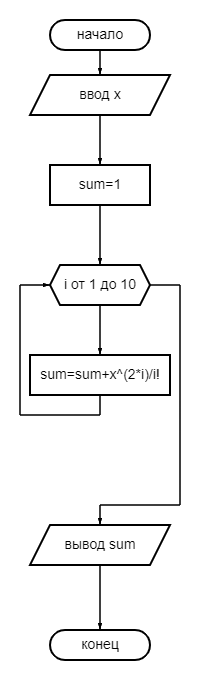 начало
ввод x
sum=1
i от 1 до 10
sum=sum+x^(2*i)/i!
вывод sum
конец